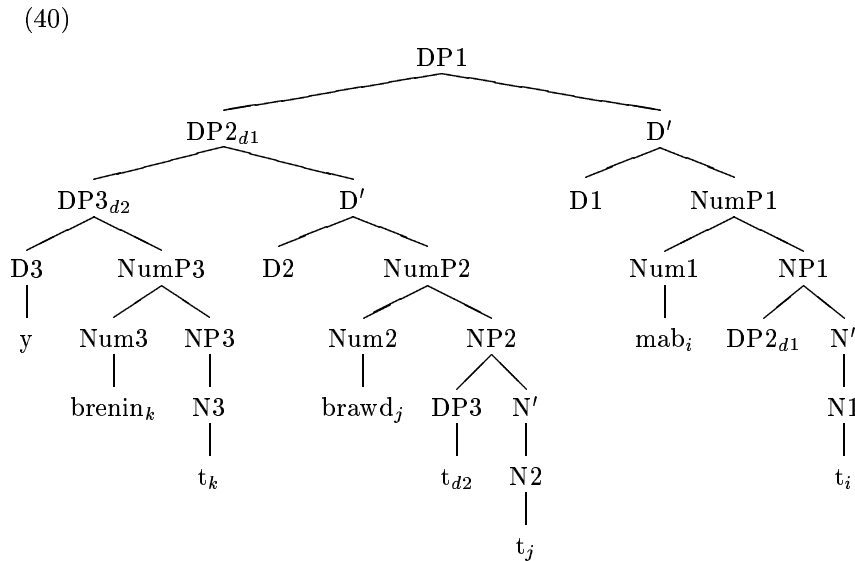 (40)
DP1
DP2d1 D′
DP3d2 D′ D1 NumP1
D3 NumP3 D2 NumP2 Num1 NP1
y Num3 NP3 Num2 NP2 mabi DP2d1 N′
brenink N3 brawdj DP3 N′ N1
tk td2 N2 ti
tj